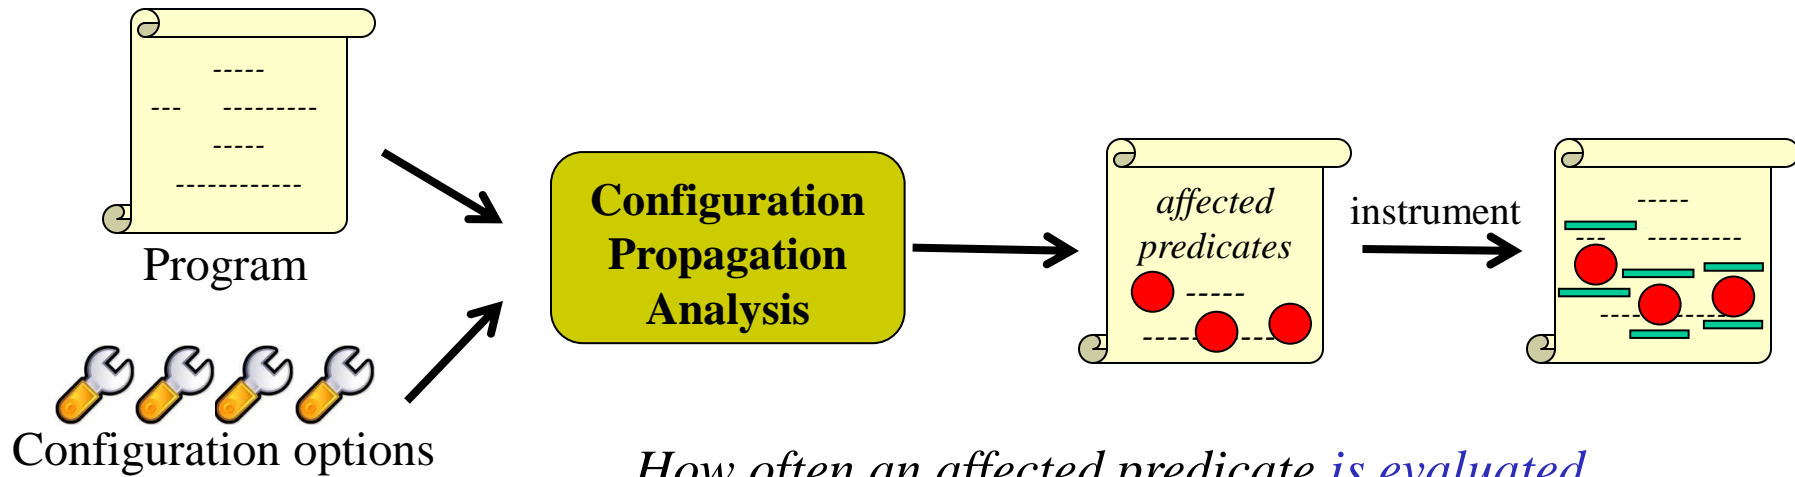 Program
Configuration options
Configuration
Propagation
Analysis
affected
predicates
instrument
How often an affected predicate is evaluated